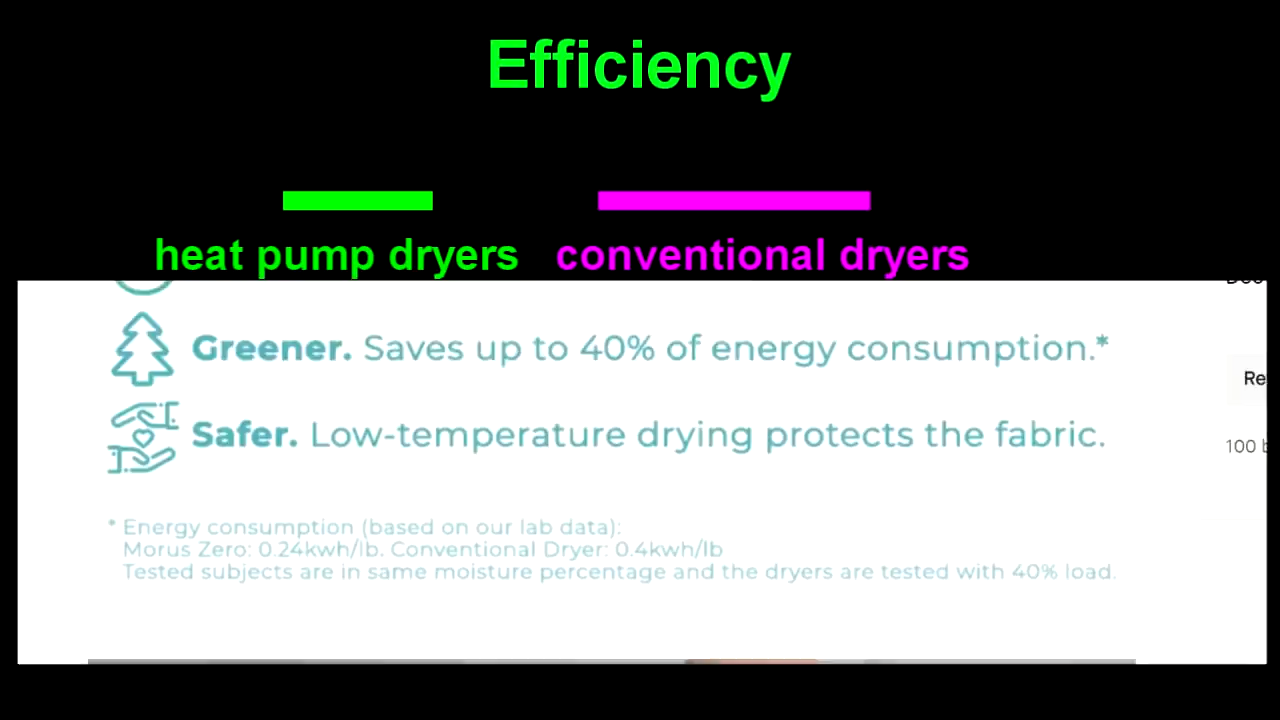 Efficiency
heat pump dryers conventional dryers
Greener. Saves up to 40% of energy consumption.*
Re
Safer. Low-temperature drying protects the fabric.
100
* Energy consumption (based on our lab data):
Morus Zero: 0.24kwh/lb. Conventional Dryer: 0.4kwh/lb
Tested subjects are in same moisture percentage and the dryers are tested with 40% load.